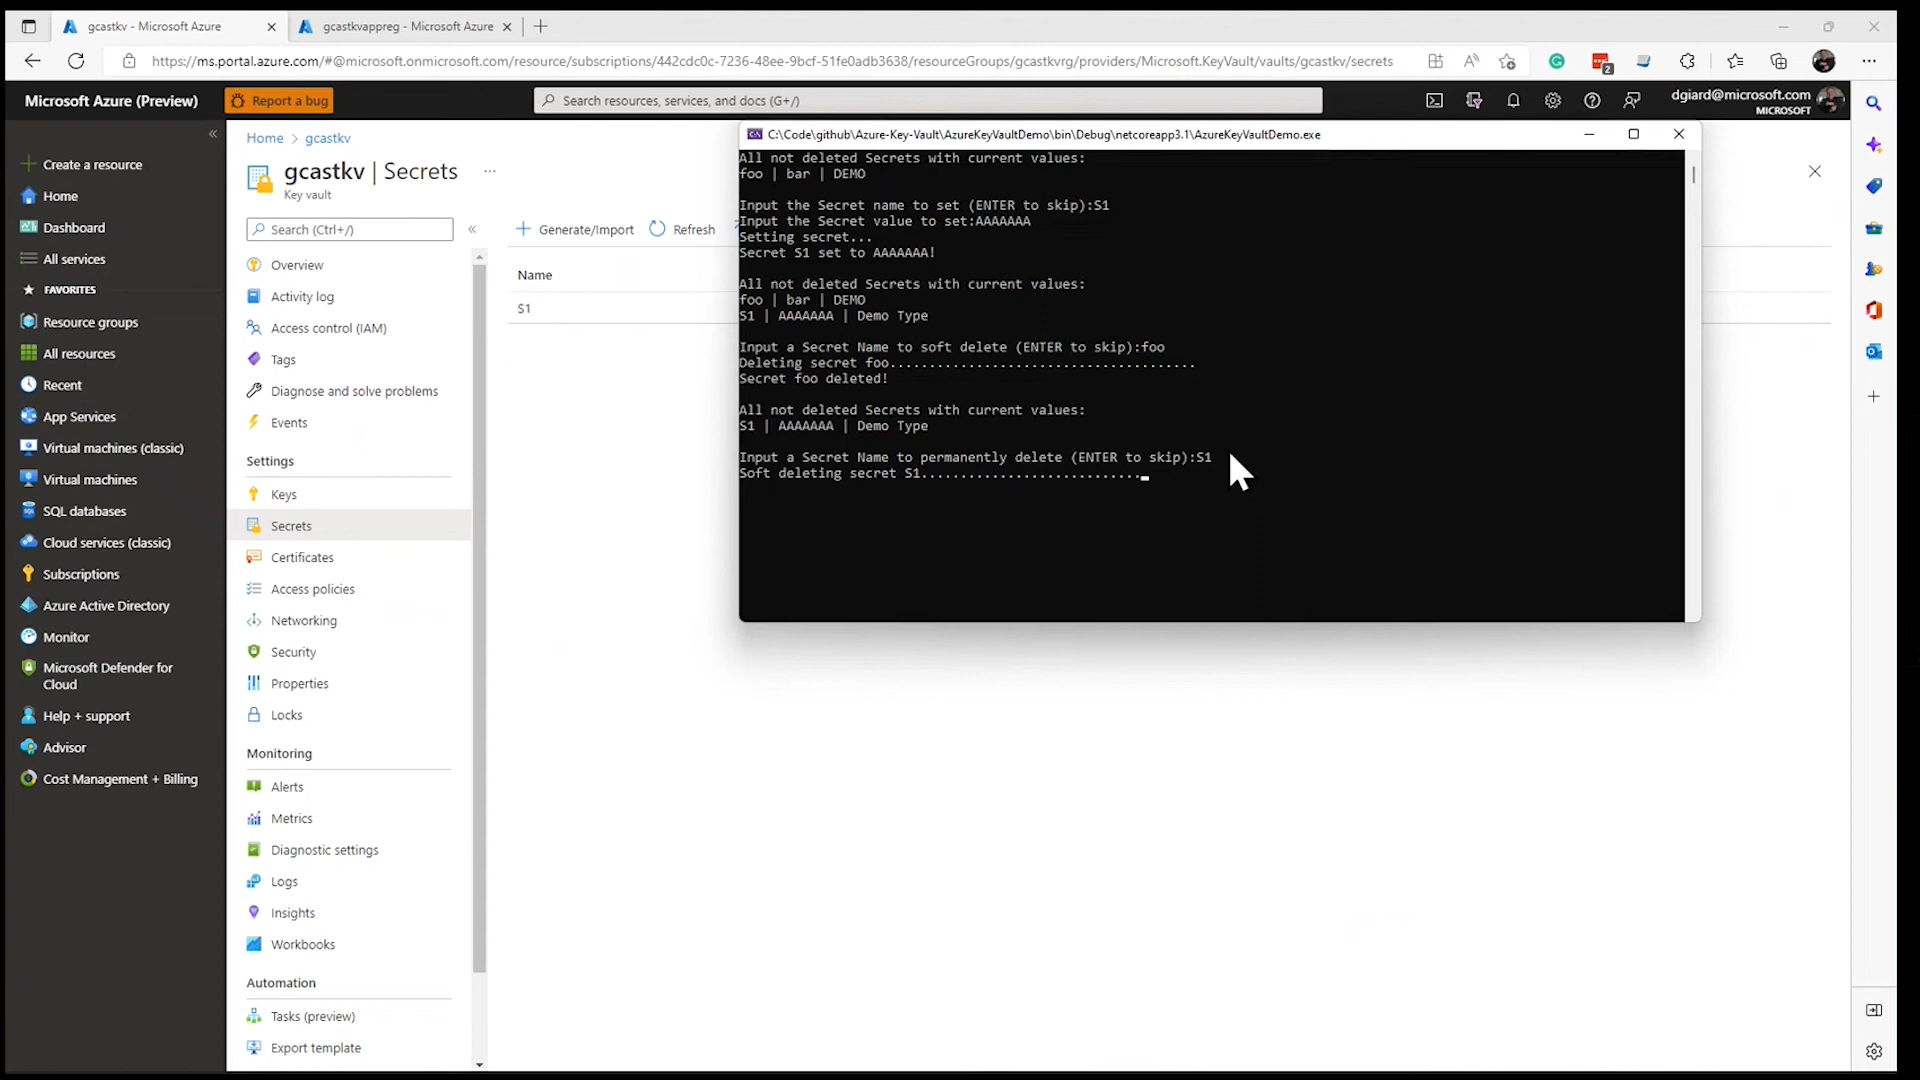 gcastkv - Microsoft Azure
gcastkvappreg - Microsoft Azure
https://ms.portal.azure.com/#@microsoft.onmicrosoft.com/resource/subscriptions/442cdc0c-7236-48ee-9bcf-51fe0adb3638/resourceGroups/gcastkvrg/providers/Microsoft.KeyVault/vaults/gcastkv/secrets
2
Microsoft Azure (Preview)
Report a bug
Search resources, services, and docs (G+/)
dgiard@microsoft.com
MICROSOFT
Create a resource
Home
Dashboard
All services
FAVORITES
Resource groups
All resources
Recent
App Services
Virtual machines (classic)
Virtual machines
SQL databases
Cloud services (classic)
Subscriptions
Azure Active Directory
Monitor
Microsoft Defender for
Cloud
Help + support
Advisor
Cost Management + Billing
Home > gcastkv
gcastkv | Secrets ...
Key vault
Search (Ctrl+/)
Overview
Activity log
Access control (IAM)
Tags
Diagnose and solve problems
Events
Settings
Keys
Secrets
Certificates
Access policies
Networking
Security
Properties
Locks
Monitoring
Alerts
Metrics
Diagnostic settings
Logs
Insights
Workbooks
Automation
Tasks (preview)
Export template
Generate/Import
Refresh
Name
S1
C:\Code\github\Azure-Key-Vault\AzureKeyVaultDemo\bin\Debug\netcoreapp3.1\AzureKeyVaultDemo.exe
All not deleted Secrets with current values:
foo | bar | DEMO
Input the Secret name to set (ENTER to skip):S1
Input the Secret value to set:AAAAAAA
Setting secret...
Secret S1 set to AAAAAAA!
All not deleted Secrets with current values:
foo | bar | DEMO
S1 | AAAAAAA | Demo Type
Input a Secret Name to soft delete (ENTER to skip):foo
Deleting secret foo.......................................
Secret foo deleted!
All not deleted Secrets with current values:
S1 | AAAAAAA | Demo Type
Input a Secret Name to permanently delete (ENTER to skip):S1
Soft deleting secret S1............................